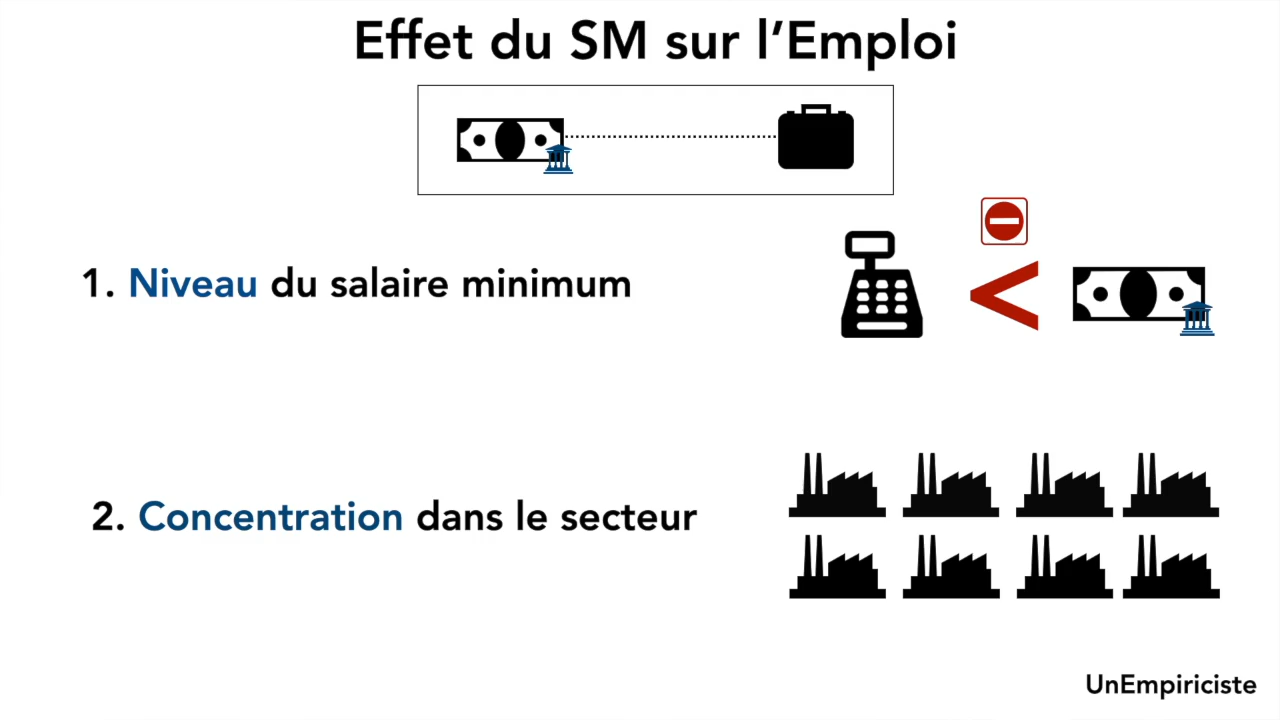 Effet du SM sur l’Emploi
1. Niveau du salaire minimum
<
2. Concentration dans le secteur
UnEmpiriciste